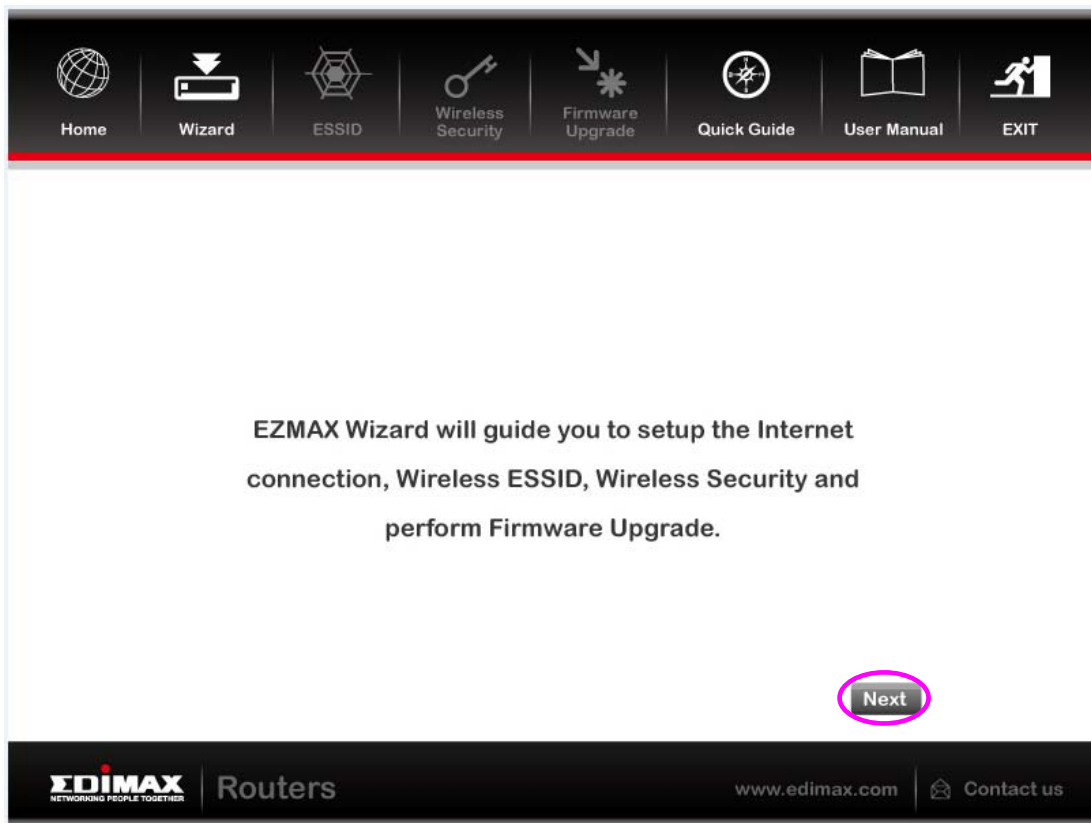 Home
Wizard
ESSID
Wireless
Security
Firmware
Upgrade
Quick Guide
User Manual
EXIT
EZMAX Wizard will guide you to setup the Internet
connection, Wireless ESSID, Wireless Security and
perform Firmware Upgrade.
Next
EDIMAX
NETWORKING PEOPLE TOGETHER
Routers
www.edimax.com
Contact us